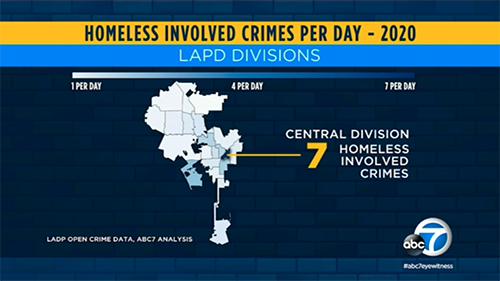 HOMELESS INVOLVED CRIMES PER DAY - 2020
LAPD DIVISIONS
1 PER DAY
4 PER DAY
7 PER DAY
CENTRAL DIVISION
7 HOMELESS
INVOLVED
CRIMES
LADP OPEN CRIME DATA, ABC7 ANALYSIS
abc 7
#abc7eyewitness